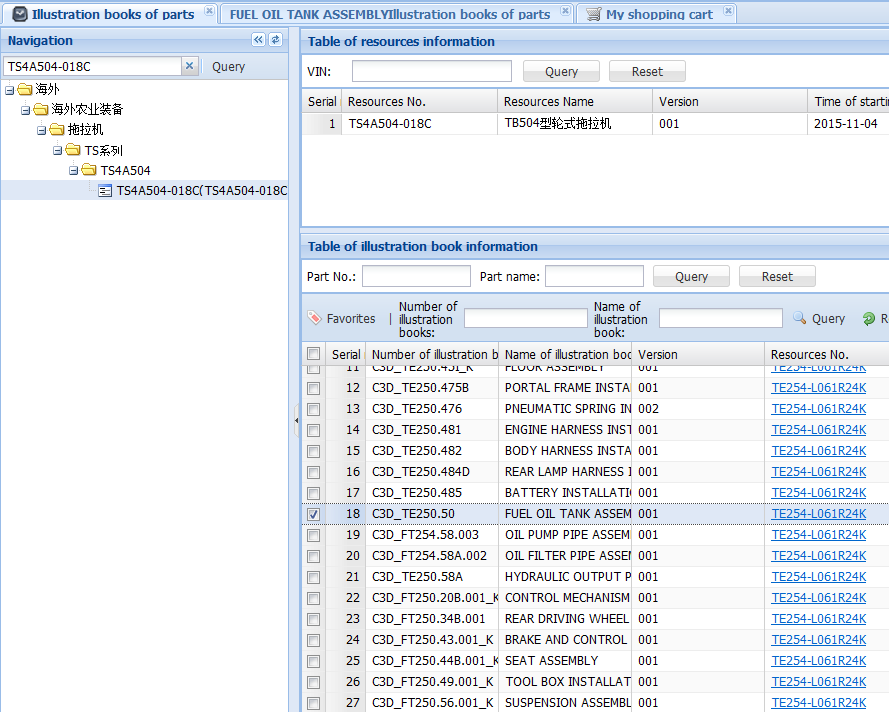 Illustration books of parts
FUEL OIL TANK ASSEMBLYIllustration books of parts
My shopping cart
Navigation
TS4A504-018C
Query
海外
海外农业装备
拖拉机
TS系列
TS4A504
TS4A504-018C(TS4A504-018C
Table of resources information
VIN:
Query
Reset
Serial Resources No. Resources Name Version Time of starti
1 TS4A504-018C TB504型轮式拖拉机 001 2015-11-04
Table of illustration book information
Part No.: Part name: Query Reset
Favorites | Number of illustration books: Name of illustration book: Query R
Serial Number of illustration b Name of illustration boo Version Resources No.
11 C3D_TE250.451_K FLOOR ASSEMBLY 001 TE254-L061R24K
12 C3D_TE250.475B PORTAL FRAME INSTA 001 TE254-L061R24K
13 C3D_TE250.476 PNEUMATIC SPRING IN 002 TE254-L061R24K
14 C3D_TE250.481 ENGINE HARNESS INST 001 TE254-L061R24K
15 C3D_TE250.482 BODY HARNESS INSTA 001 TE254-L061R24K
16 C3D_TE250.484D REAR LAMP HARNESS I 001 TE254-L061R24K
17 C3D_TE250.485 BATTERY INSTALLATI 001 TE254-L061R24K
18 C3D_TE250.50 FUEL OIL TANK ASSEM 001 TE254-L061R24K
19 C3D_FT254.58.003 OIL PUMP PIPE ASSEM 001 TE254-L061R24K
20 C3D_FT254.58A.002 OIL FILTER PIPE ASSEM 001 TE254-L061R24K
21 C3D_TE250.58A HYDRAULIC OUTPUT P 001 TE254-L061R24K
22 C3D_FT250.20B.001_K CONTROL MECHANISM 001 TE254-L061R24K
23 C3D_FT250.34B.001 REAR DRIVING WHEEL 001 TE254-L061R24K
24 C3D_FT250.43.001_K BRAKE AND CONTROL 001 TE254-L061R24K
25 C3D_FT250.44B.001_K SEAT ASSEMBLY 001 TE254-L061R24K
26 C3D_FT250.49.001_K TOOL BOX INSTALLAT 001 TE254-L061R24K
27 C3D_FT250.56.001_K SUSPENSION ASSEMBL 001 TE254-L061R24K